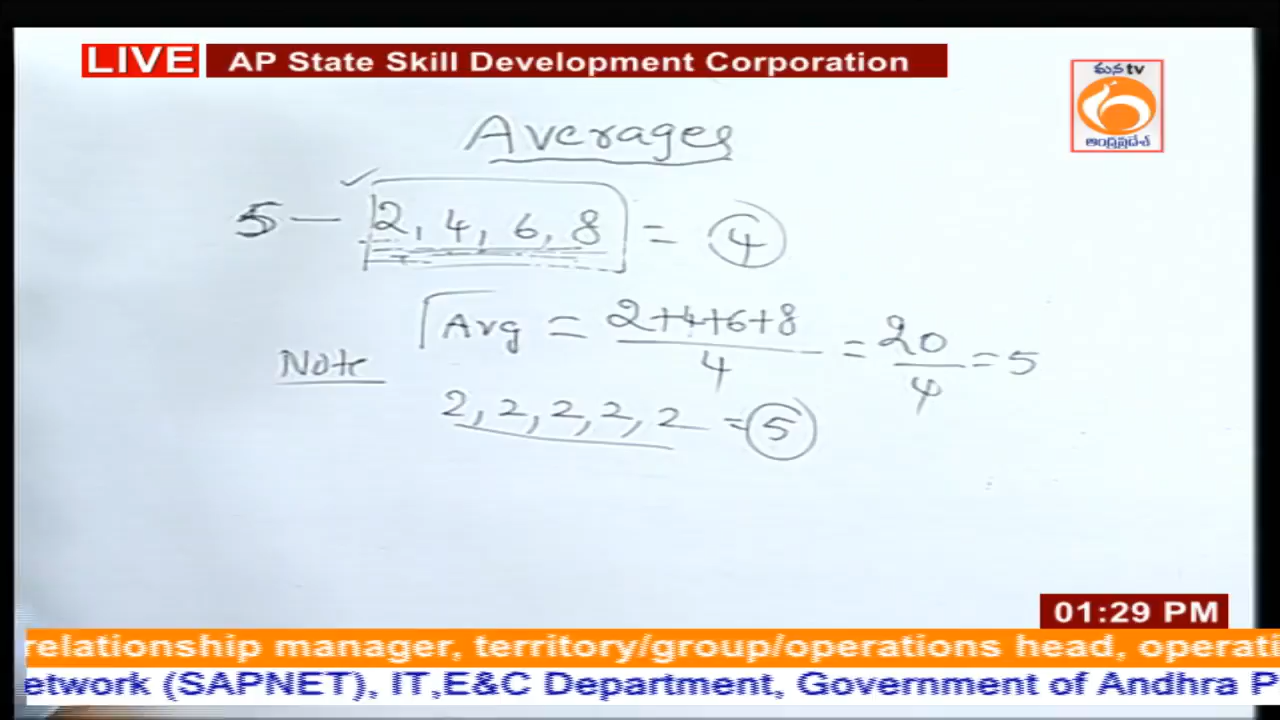 LIVE AP State Skill Development Corporation
మన tv
ఆంధ్రప్రదేశ్
Averages
5 - 2, 4, 6, 8 = 4
Avg = 2+4+6+8 / 4 = 20 / 4 = 5
Note
2, 2, 2, 2, 2 = 5
01:29 PM
relationship manager, territory/group/operations head, operati
etwork (SAPNET), IT,E&C Department, Government of Andhra P